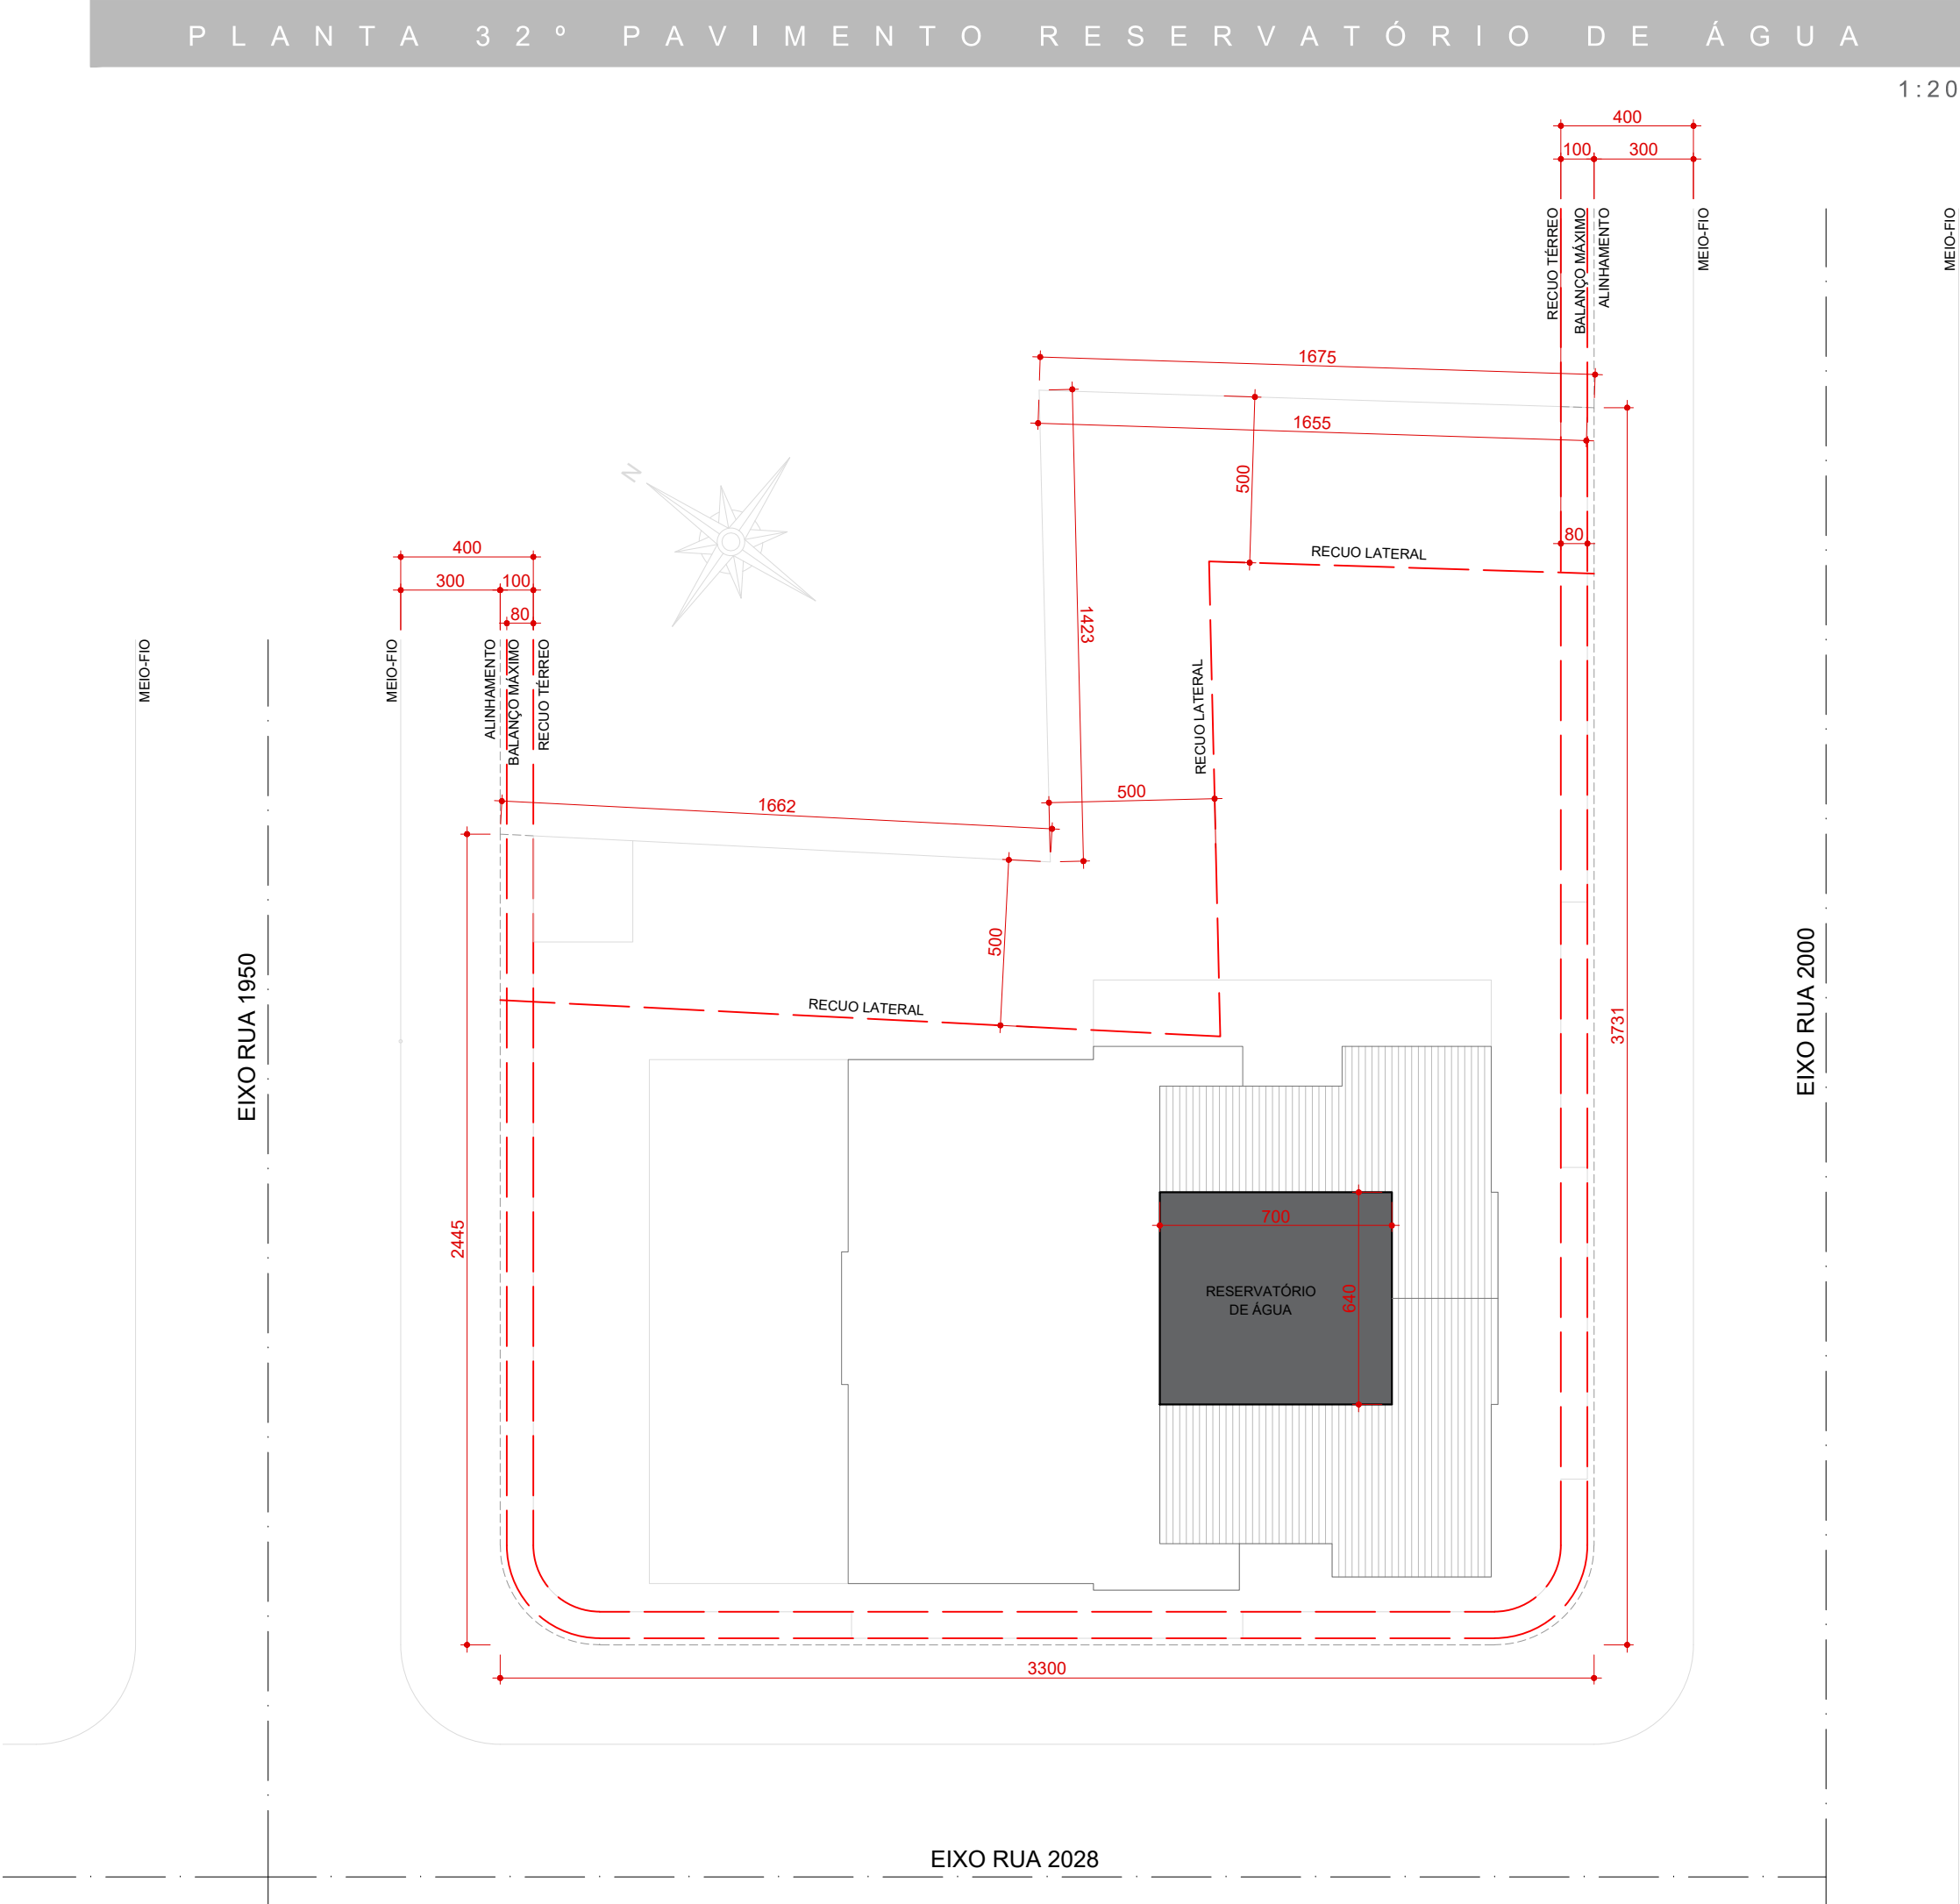 PLANTA 32º PAVIMENTO RESERVATÓRIO DE ÁGUA
1:20
400
100
300
RECUO TÉRREO
BALANÇO MÁXIMO
ALINHAMENTO
MEIO-FIO
MEIO-FIO
1675
1655
500
N
80
RECUO LATERAL
400
300
100
80
1423
MEIO-FIO
MEIO-FIO
ALINHAMENTO
BALANÇO MÁXIMO
RECUO TÉRREO
RECUO LATERAL
500
1662
500
EIXO RUA 1950
RECUO LATERAL
EIXO RUA 2000
3731
2445
700
640
RESERVATÓRIO
DE ÁGUA
3300
EIXO RUA 2028